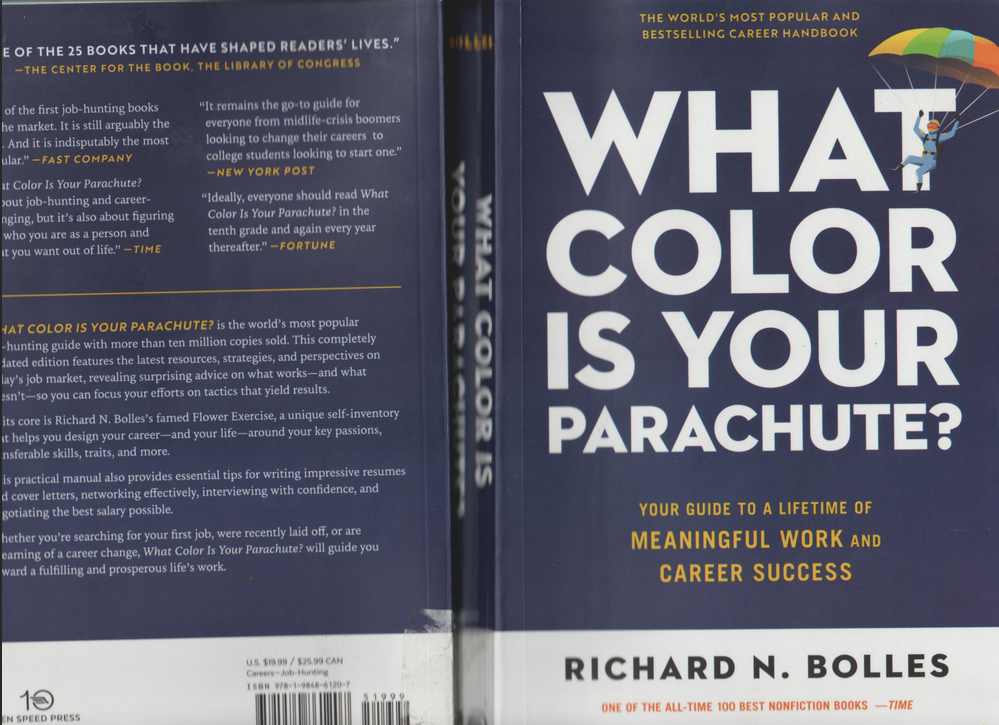 E OF THE 25 BOOKS THAT HAVE SHAPED READERS' LIVES."
—THE CENTER FOR THE BOOK, THE LIBRARY OF CONGRESS
of the first job-hunting books
he market. It is still arguably the
. And it is indisputably the most
ular." —FAST COMPANY
at Color Is Your Parachute?
bout job-hunting and career-
nging, but it's also about figuring
who you are as a person and
t you want out of life." —TIME
"It remains the go-to guide for
everyone from midlife-crisis boomers
looking to change their careers to
college students looking to start one."
—NEW YORK POST
"Ideally, everyone should read What
Color Is Your Parachute? in the
tenth grade and again every year
thereafter." —FORTUNE
HAT COLOR IS YOUR PARACHUTE? is the world's most popular
-hunting guide with more than ten million copies sold. This completely
dated edition features the latest resources, strategies, and perspectives on
lay's job market, revealing surprising advice on what works—and what
esn't—so you can focus your efforts on tactics that yield results.
its core is Richard N. Bolles's famed Flower Exercise, a unique self-inventory
t helps you design your career—and your life—around your key passions,
nsferable skills, traits, and more.
is practical manual also provides essential tips for writing impressive resumes
d cover letters, networking effectively, interviewing with confidence, and
gotiating the best salary possible.
hether you're searching for your first job, were recently laid off, or are
eaming of a career change, What Color Is Your Parachute? will guide you
ward a fulfilling and prosperous life's work.
U.S. $19.99 / $25.99 CAN
Careers—Job-Hunting
ISBN 978-1-9848-6120-7
51999
10
EN SPEED PRESS
BOLLES
WHAT COLOR IS
YOUR PARACHUTE?
THE WORLD'S MOST POPULAR AND
BESTSELLING CAREER HANDBOOK
WHAT
COLOR
IS YOUR
PARACHUTE?
YOUR GUIDE TO A LIFETIME OF
MEANINGFUL WORK AND
CAREER SUCCESS
RICHARD N. BOLLES
ONE OF THE ALL-TIME 100 BEST NONFICTION BOOKS —TIME